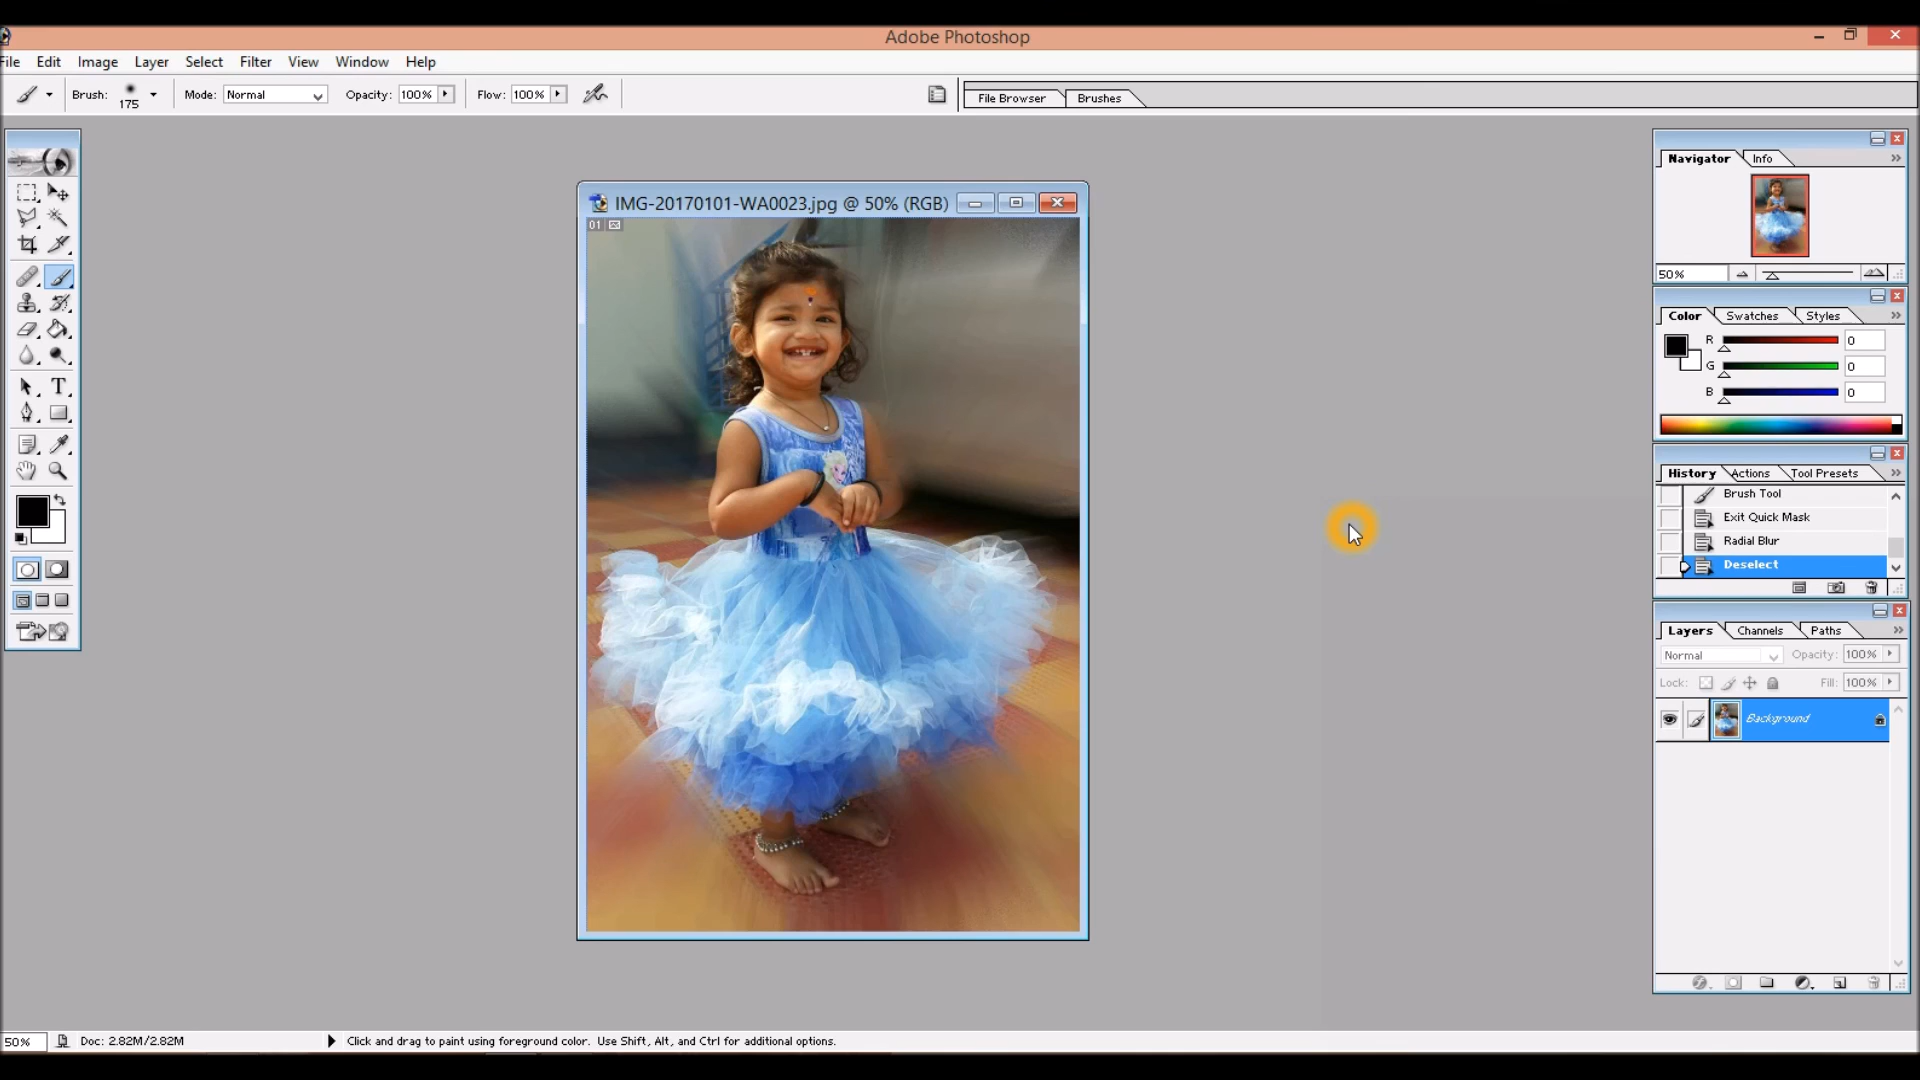 Adobe Photoshop
File Edit Image Layer Select Filter View Window Help
Brush: 175 Mode: Normal Opacity: 100% Flow: 100% File Browser Brushes
Navigator Info
50%
IMG-20170101-WA0023.jpg @ 50% (RGB)
01
Color Swatches Styles
R 0
G 0
B 0
History Actions Tool Presets
Brush Tool
Exit Quick Mask
Radial Blur
Deselect
Layers Channels Paths
Normal Opacity: 100%
Lock: Fill: 100%
Background
T
50% Doc: 2.82M/2.82M Click and drag to paint using foreground color. Use Shift, Alt, and Ctrl for additional options.